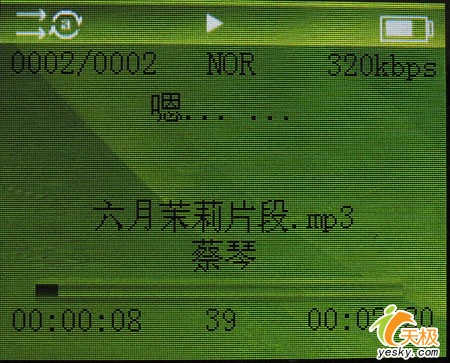 0002/0002 NOR 320kbps
嗯... ...
六月茉莉片段.mp3
蔡琴
00:00:08 39
天极
yesky.com